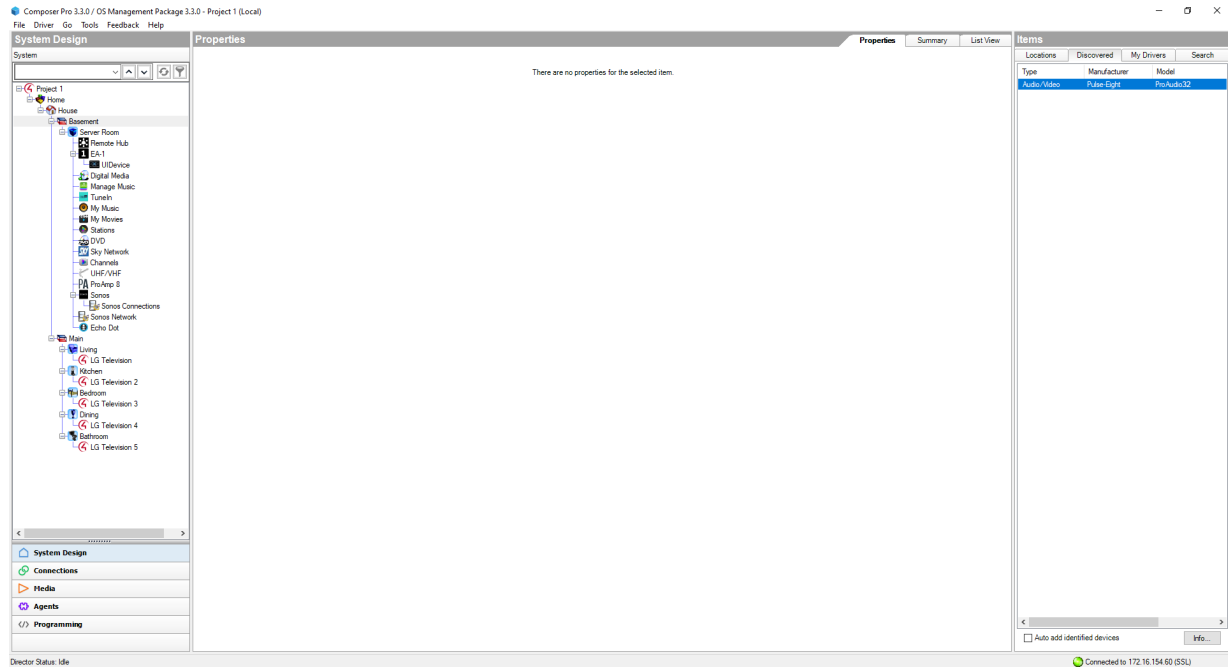 Composer Pro 3.3.0 / OS Management Package 3.3.0 - Project 1 (Local)
File Driver Go Tools Feedback Help
System Design
System
Project 1
Home
House
Basement
Server Room
Remote Hub
EA-1
UIDevice
Digital Media
Manage Music
TuneIn
My Music
My Movies
Stations
DVD
Sky Network
Channels
UHF/VHF
ProAmp 8
Sonos
Sonos Connections
Sonos Network
Echo Dot
Main
Living
LG Television
Kitchen
LG Television 2
Bedroom
LG Television 3
Dining
LG Television 4
Bathroom
LG Television 5
System Design
Connections
Media
Agents
Programming
Director Status: Idle
Properties
Properties Summary List View
There are no properties for the selected item.
Items
Locations Discovered My Drivers Search
Type Manufacturer Model
Audio/Video Pulse-Eight ProAudio32
Auto add identified devices Info...
Connected to 172.16.154.60 (SSL)